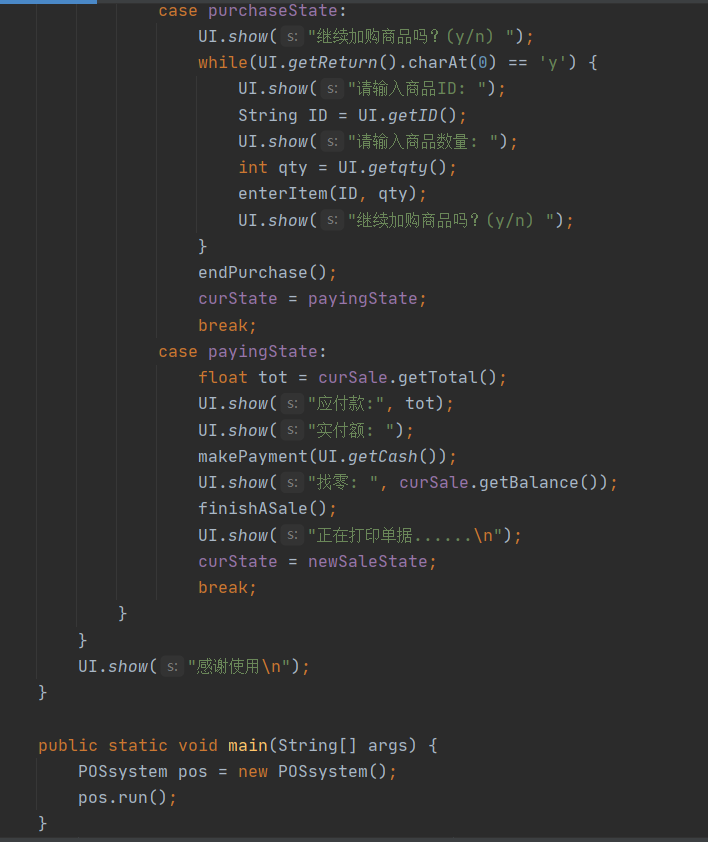 case purchaseState:
UI.show( s: "继续加购商品吗？(y/n) ");
while(UI.getReturn().charAt(0) == 'y') {
UI.show( s: "请输入商品ID: ");
String ID = UI.getID();
UI.show( s: "请输入商品数量: ");
int qty = UI.getqty();
enterItem(ID, qty);
UI.show( s: "继续加购商品吗？(y/n) ");
}
endPurchase();
curState = payingState;
break;
case payingState:
float tot = curSale.getTotal();
UI.show( s: "应付款:", tot);
UI.show( s: "实付额: ");
makePayment(UI.getCash());
UI.show( s: "找零: ", curSale.getBalance());
finishASale();
UI.show( s: "正在打印单据......\n");
curState = newSaleState;
break;
}
}
UI.show( s: "感谢使用\n");
}
public static void main(String[] args) {
POSsystem pos = new POSsystem();
pos.run();
}